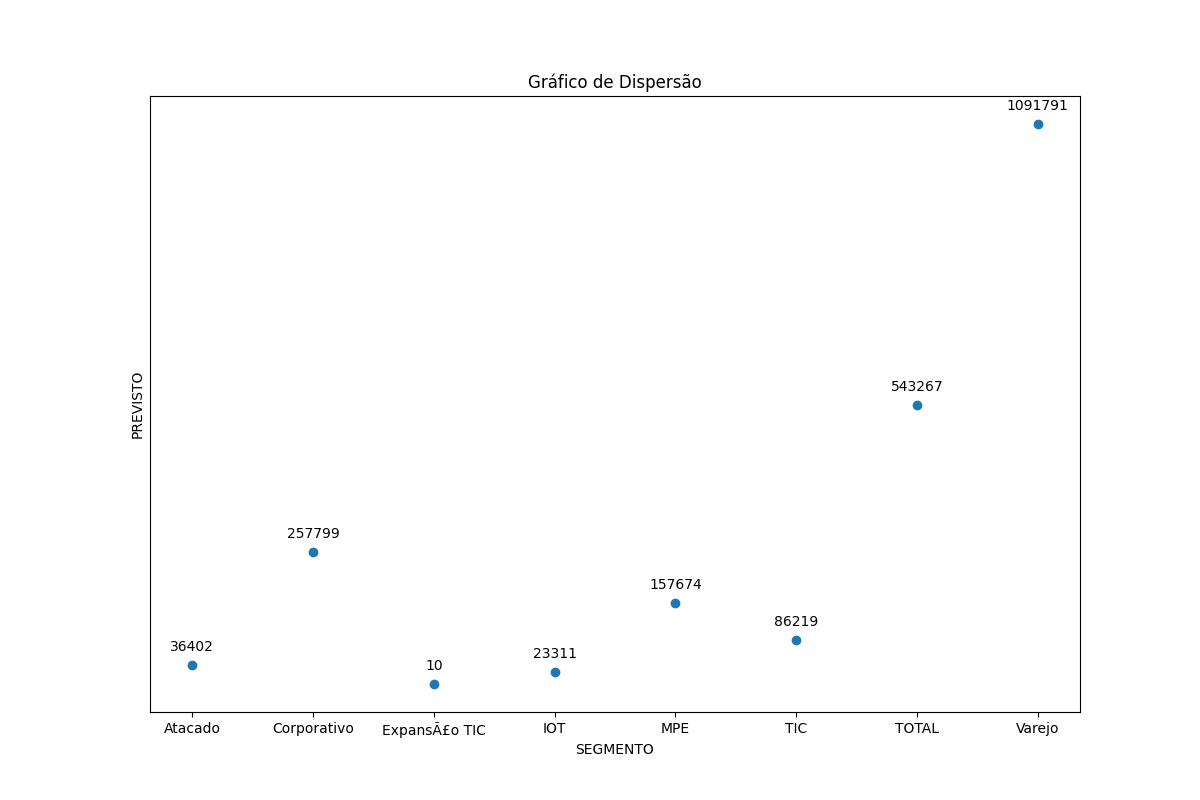 Gráfico de Dispersão
1091791
543267
PREVISTO
257799
157674
86219
36402
23311
10
Atacado Corporativo ExpansÃ£o TIC IOT MPE TIC TOTAL Varejo
SEGMENTO